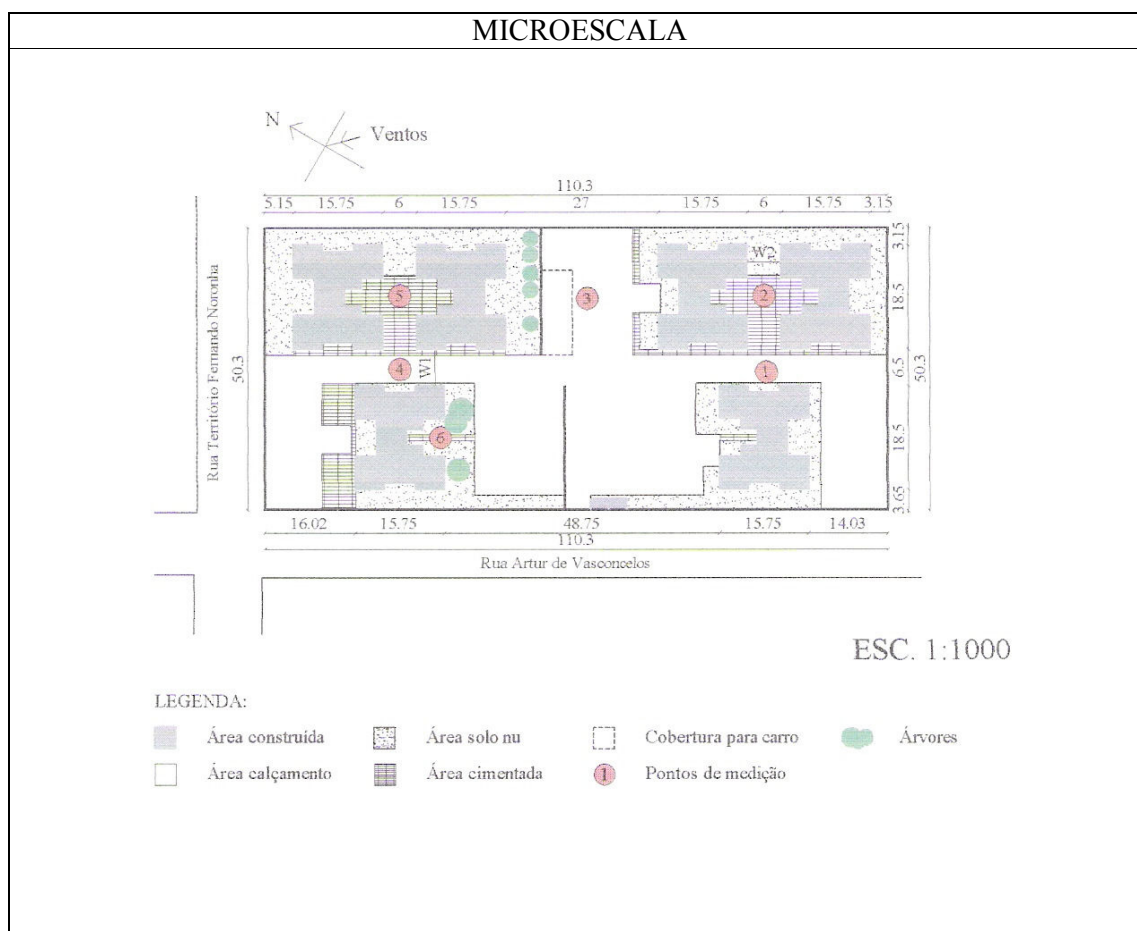 MICROESCALA
N
Ventos
110.3
5.15 15.75 6 15.75 27 15.75 6 15.75 3.15
W2
5
3
2
3.15
18.5
6.5
18.5
3.65
50.3
50.3
Rua Território Fernando Noronha
4
W1
1
6
16.02 15.75 48.75 15.75 14.03
110.3
Rua Artur de Vasconcelos
ESC. 1:1000
LEGENDA:
Área construída Área solo nu Cobertura para carro Árvores
Área calçamento Área cimentada 1 Pontos de medição